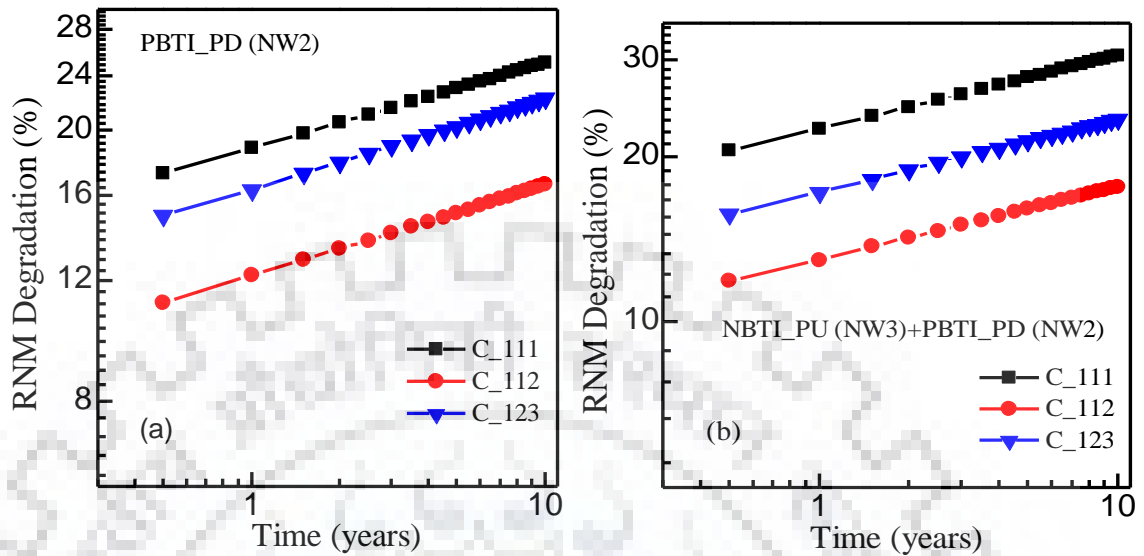 28
24
20
16
12
8
RNM Degradation (%)
PBTI_PD (NW2)
C_111
C_112
C_123
(a)
1
10
Time (years)
30
20
10
RNM Degradation (%)
NBTI_PU (NW3)+PBTI_PD (NW2)
C_111
C_112
C_123
(b)
1
10
Time (years)